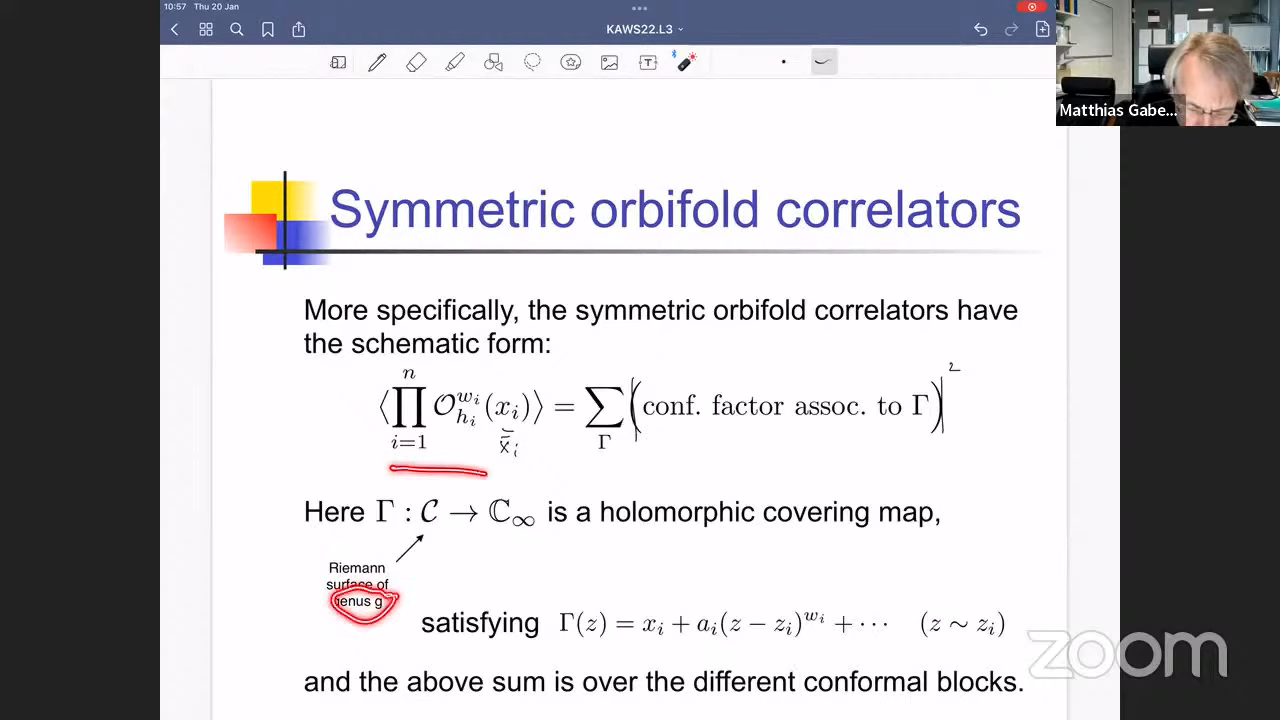 10:57 Thu 20 Jan
KAWS22.L3
Matthias Gabe...
Symmetric orbifold correlators
More specifically, the symmetric orbifold correlators have
the schematic form:
⟨∏_{i=1}^{n} 𝒪_{h_i}^{w_i}(x_i)⟩ = ∑_Γ |(conf. factor assoc. to Γ)|²
x̄_i
Here Γ : 𝒞 → ℂ_∞ is a holomorphic covering map,
Riemann
surface of
genus g
satisfying Γ(z) = x_i + a_i(z − z_i)^{w_i} + ⋯ (z ∼ z_i)
and the above sum is over the different conformal blocks.
zoom